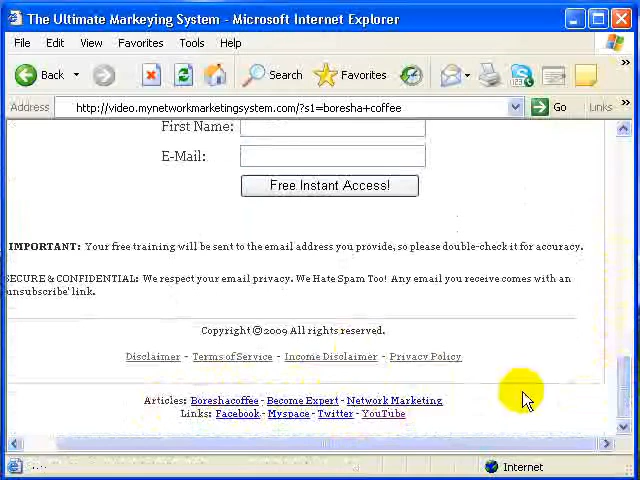 The Ultimate Markeying System - Microsoft Internet Explorer
File Edit View Favorites Tools Help
Back Search Favorites
Address http://video.mynetworkmarketingsystem.com/?s1=boresha+coffee Go Links
First Name:
E-Mail:
Free Instant Access!
IMPORTANT: Your free training will be sent to the email address you provide, so please double-check it for accuracy.
SECURE & CONFIDENTIAL: We respect your email privacy. We Hate Spam Too! Any email you receive comes with an
unsubscribe' link.
Copyright ©2009 All rights reserved.
Disclaimer - Terms of Service - Income Disclaimer - Privacy Policy
Articles: Boreshacoffee - Become Expert - Network Marketing
Links: Facebook - Myspace - Twitter - YouTube
Internet